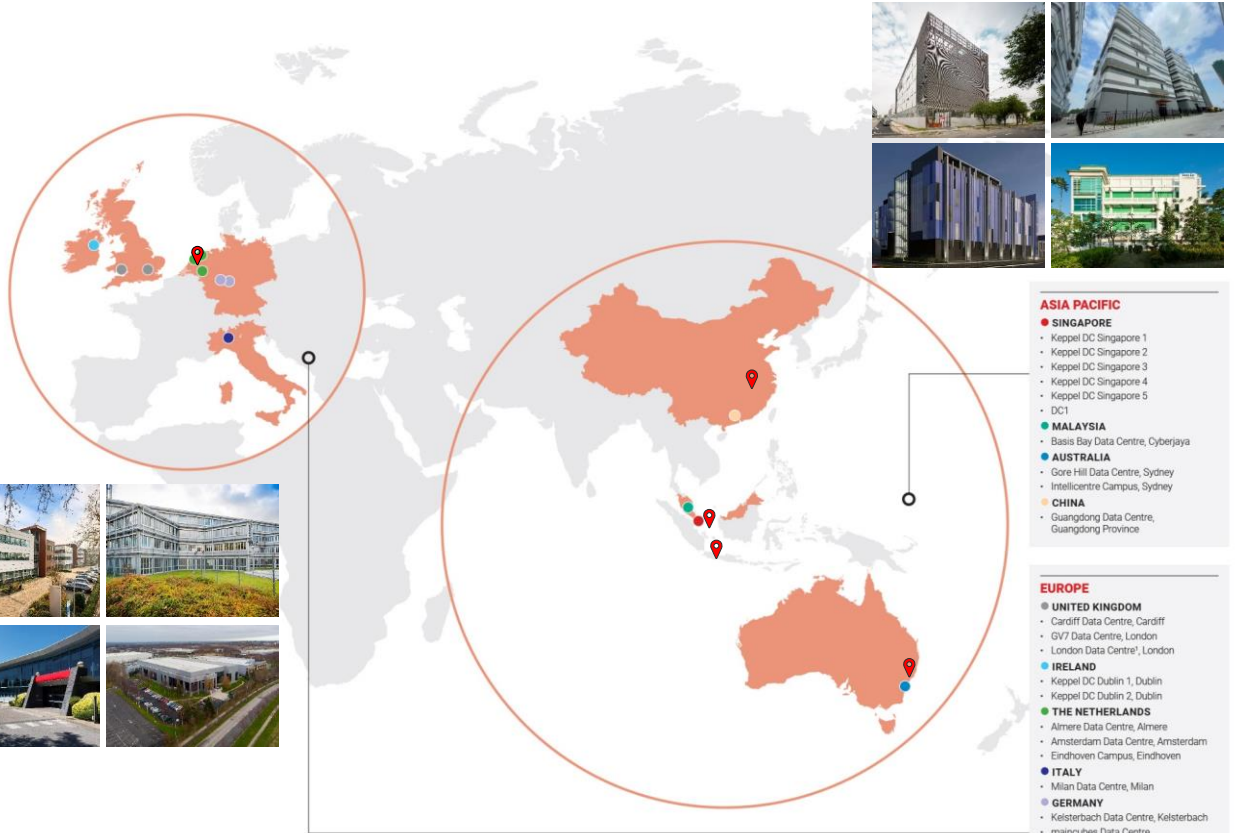 ASIA PACIFIC
SINGAPORE
• Keppel DC Singapore 1
• Keppel DC Singapore 2
• Keppel DC Singapore 3
• Keppel DC Singapore 4
• Keppel DC Singapore 5
• DC1
MALAYSIA
• Basis Bay Data Centre, Cyberjaya
AUSTRALIA
• Gore Hill Data Centre, Sydney
• Intellicentre Campus, Sydney
CHINA
• Guangdong Data Centre,
Guangdong Province
EUROPE
UNITED KINGDOM
• Cardiff Data Centre, Cardiff
• GV7 Data Centre, London
• London Data Centre¹, London
IRELAND
• Keppel DC Dublin 1, Dublin
• Keppel DC Dublin 2, Dublin
THE NETHERLANDS
• Almere Data Centre, Almere
• Amsterdam Data Centre, Amsterdam
• Eindhoven Campus, Eindhoven
ITALY
• Milan Data Centre, Milan
GERMANY
• Kelsterbach Data Centre, Kelsterbach
• maincubes Data Centre